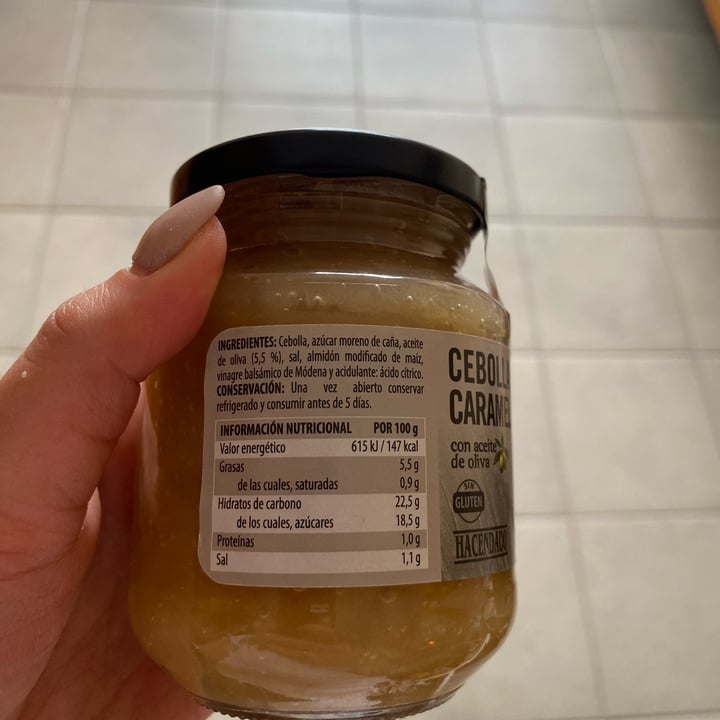 INGREDIENTES: Cebolla, azúcar moreno de caña, aceite
de oliva (5,5 %), sal, almidón modificado de maíz,
vinagre balsámico de Módena y acidulante: ácido cítrico.
CONSERVACIÓN: Una vez abierto conservar
refrigerado y consumir antes de 5 días.
INFORMACIÓN NUTRICIONAL POR 100 g
Valor energético 615 kJ / 147 kcal
Grasas 5,5 g
de las cuales, saturadas 0,9 g
Hidratos de carbono 22,5 g
de los cuales, azúcares 18,5 g
Proteínas 1,0 g
Sal 1,1 g
CEBOLLA
CARAMEL
con aceite
de oliva
SIN
GLUTEN
HACENDADO